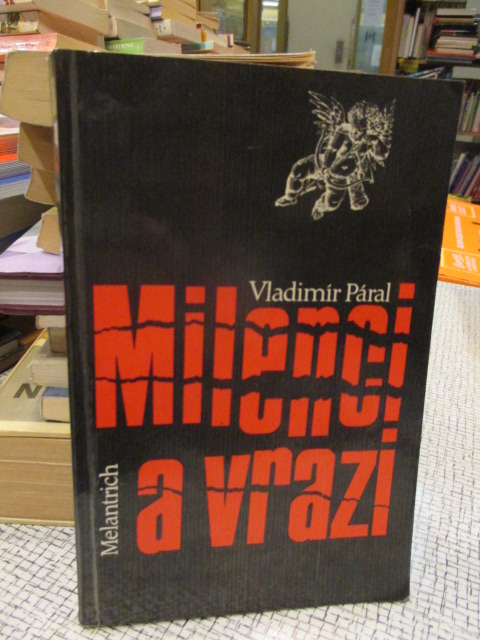 Vladimír Páral
Milenci
a vrazi
Melantrich